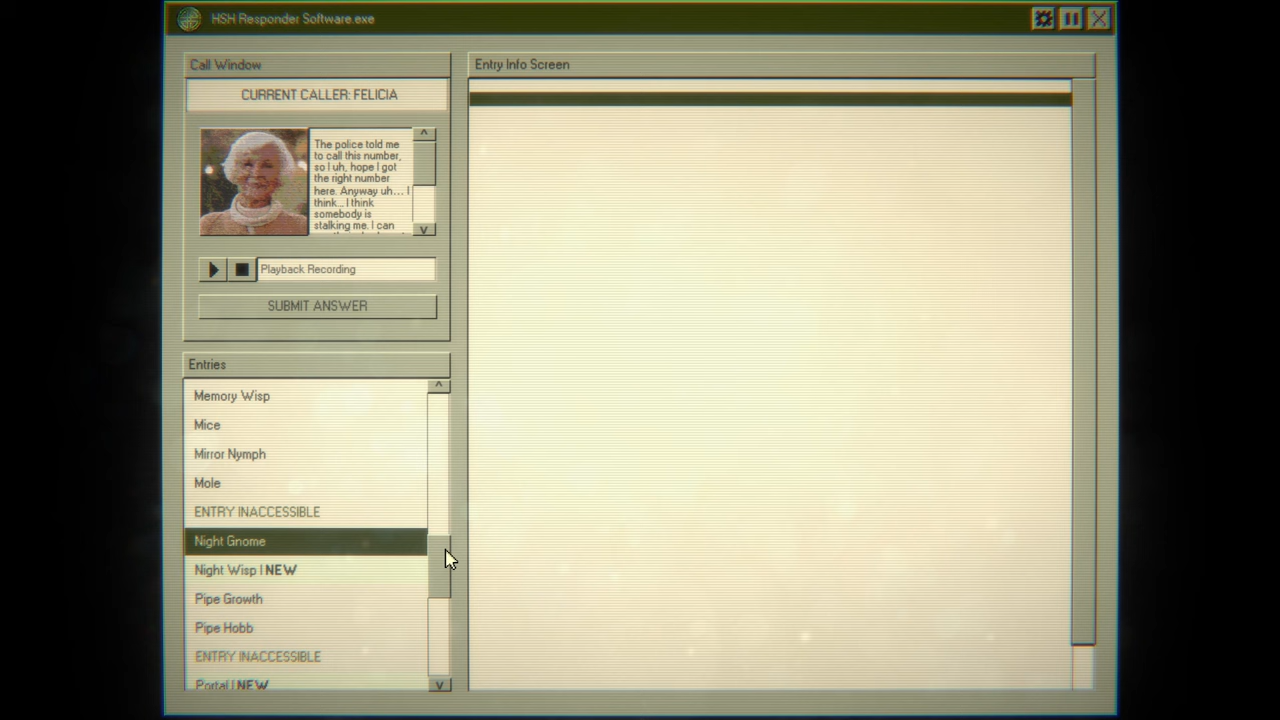 HSH Responder Software.exe
Call Window
CURRENT CALLER: FELICIA
The police told me
to call this number,
so I uh, hope I got
the right number
here. Anyway uh... I
think... I think
somebody is
stalking me. I can
Playback Recording
SUBMIT ANSWER
Entries
Memory Wisp
Mice
Mirror Nymph
Mole
ENTRY INACCESSIBLE
Night Gnome
Night Wisp | NEW
Pipe Growth
Pipe Hobb
ENTRY INACCESSIBLE
Portal | NEW
Entry Info Screen